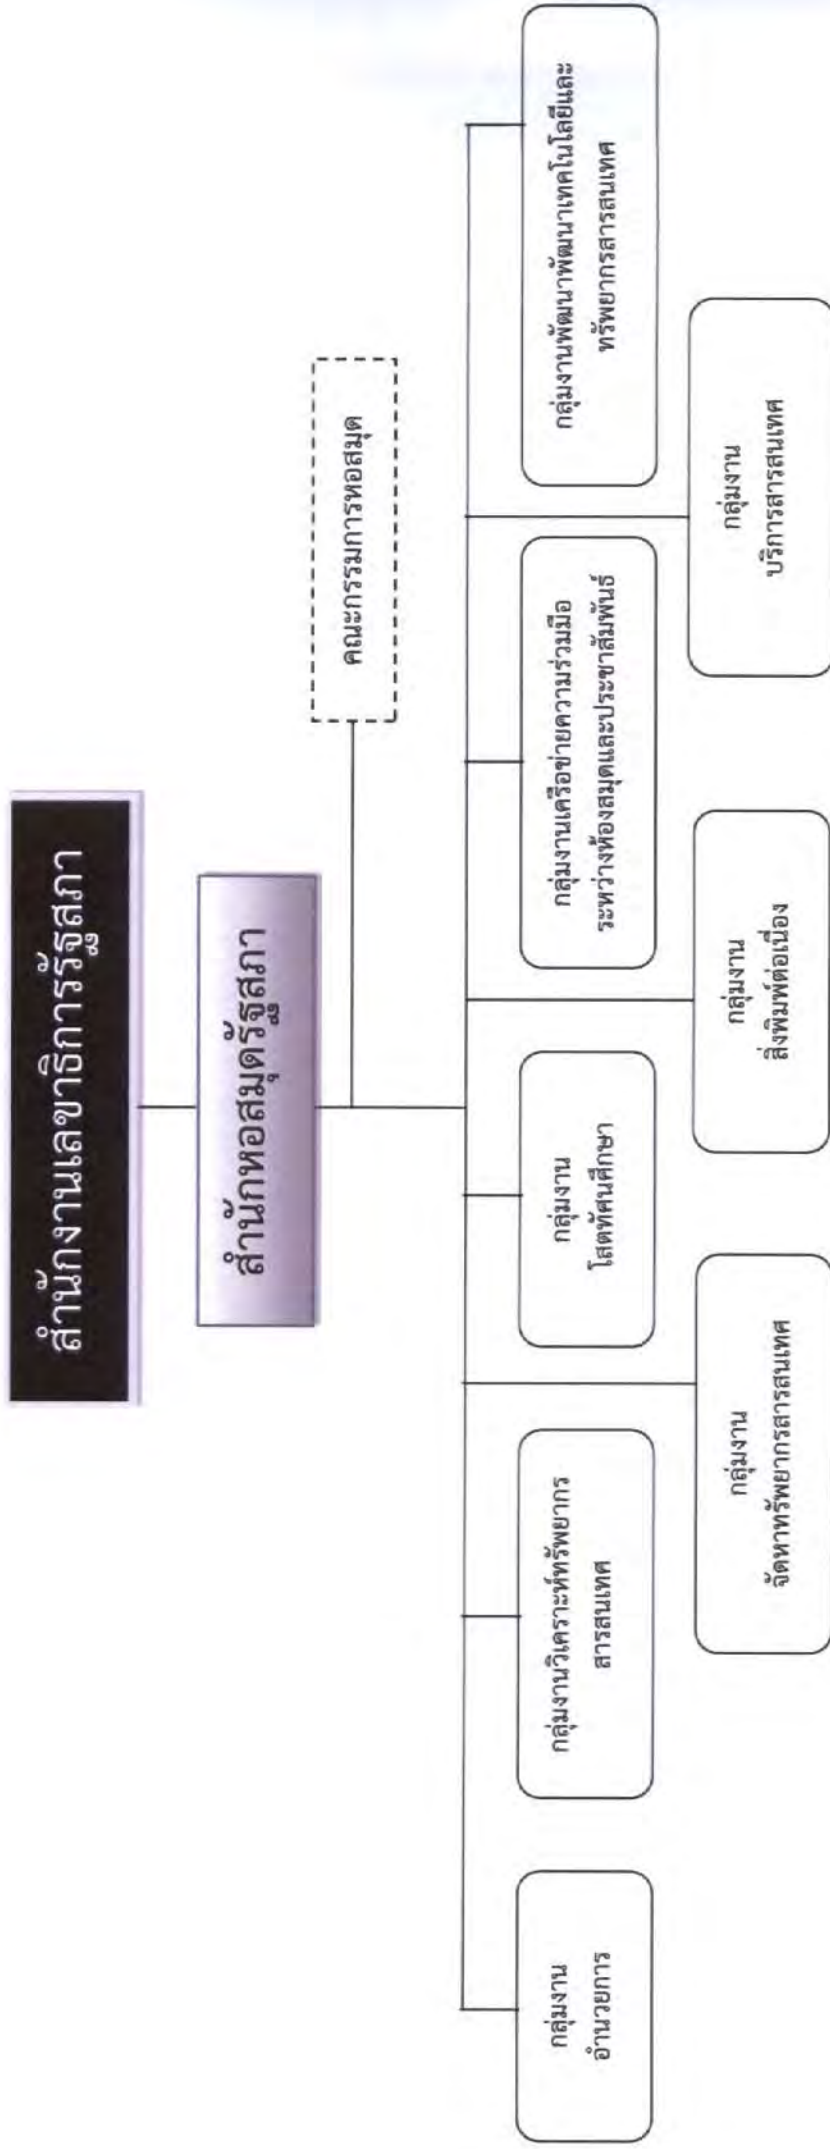 สำนักงานเลขาธิการรัฐสภา
สำนักหอสมุดรัฐสภา
คณะกรรมการหอสมุด
กลุ่มงาน
อำนวยการ
กลุ่มงานวิเคราะห์ทรัพยากร
สารสนเทศ
กลุ่มงาน
โสตทัศนศึกษา
กลุ่มงานเครือข่ายความร่วมมือ
ระหว่างห้องสมุดและประชาสัมพันธ์
กลุ่มงานพัฒนาพัฒนาเทคโนโลยีและ
ทรัพยากรสารสนเทศ
กลุ่มงาน
จัดหาทรัพยากรสารสนเทศ
กลุ่มงาน
สิ่งพิมพ์ต่อเนื่อง
กลุ่มงาน
บริการสารสนเทศ